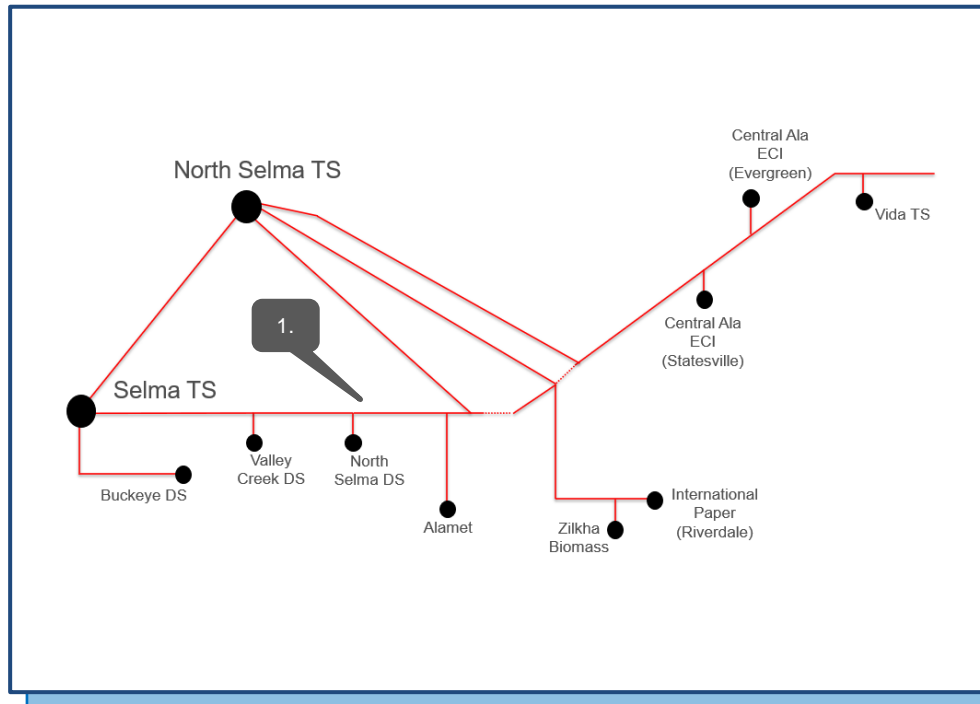 Central Ala
ECI
(Evergreen)
North Selma TS
Vida TS
1.
Central Ala
ECI
(Statesville)
Selma TS
Valley
Creek DS
North
Selma DS
Buckeye DS
Alamet
International
Paper
(Riverdale)
Zilkha
Biomass